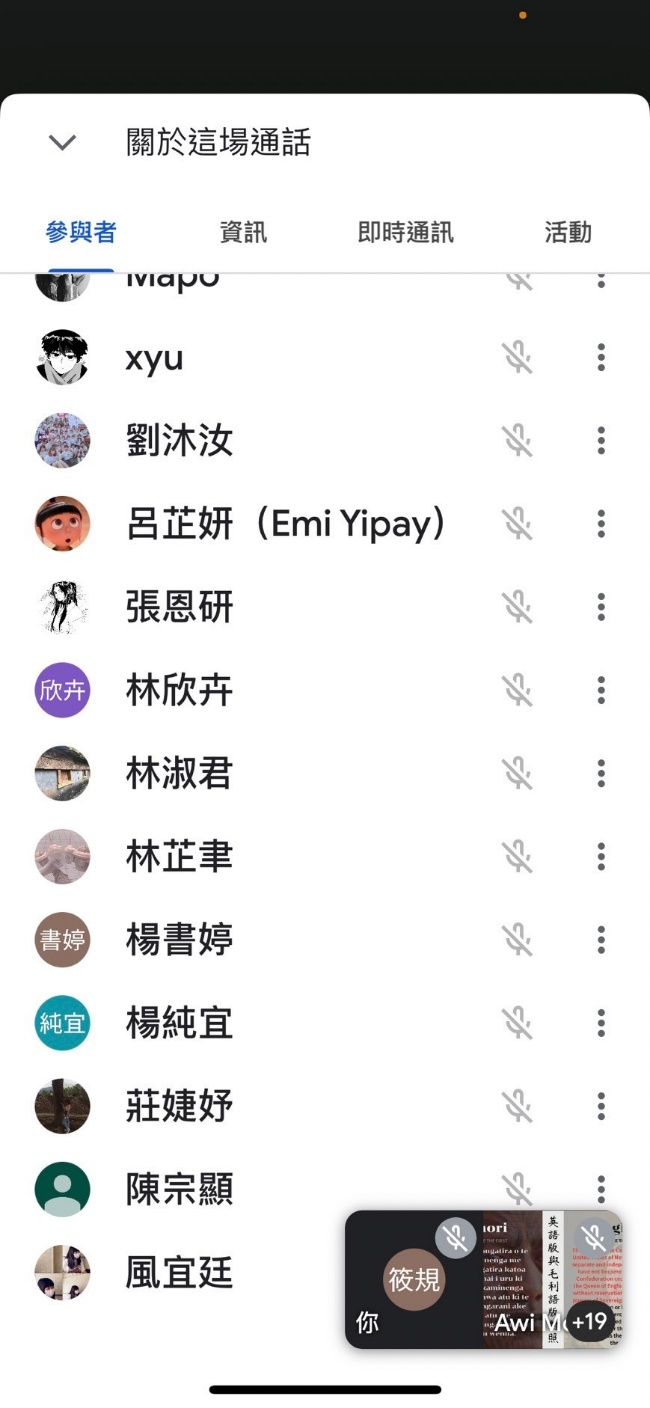 關於這場通話
參與者
資訊
即時通訊
活動
Mapo
xyu
劉沐汝
呂芷妍（Emi Yipay）
張恩研
欣卉
林欣卉
林淑君
林芷聿
書婷
楊書婷
純宜
楊純宜
莊婕妤
陳宗顯
風宜廷
筱規
你
英語版與毛利語版
Awi
+19